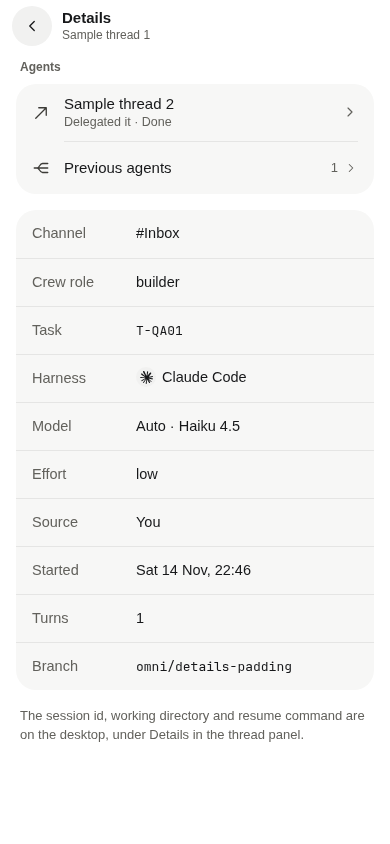 Details
Sample thread 1
Agents
Sample thread 2
Delegated it · Done
Previous agents 1
Channel #Inbox
Crew role builder
Task T-QA01
Harness Claude Code
Model Auto · Haiku 4.5
Effort low
Source You
Started Sat 14 Nov, 22:46
Turns 1
Branch omni/details-padding
The session id, working directory and resume command are
on the desktop, under Details in the thread panel.